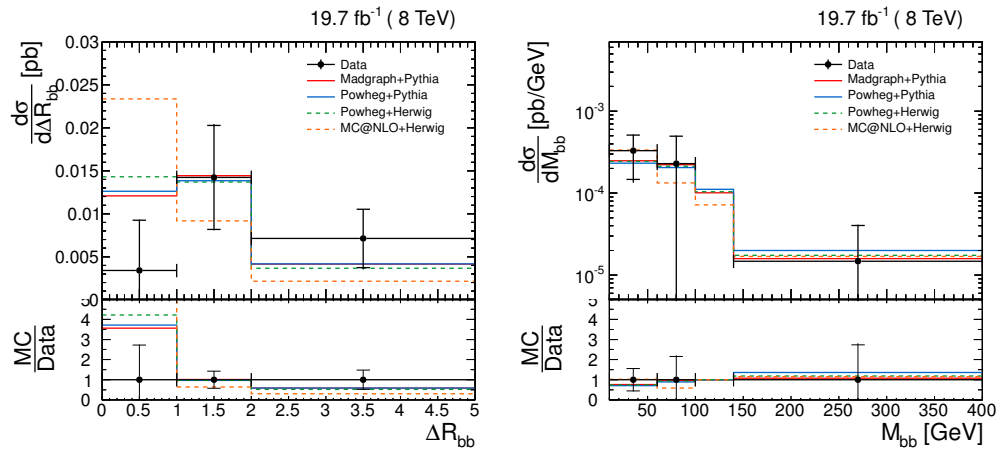 19.7 fb⁻¹ ( 8 TeV)
dσ
dΔR_bb [pb]
0.03
0.025
0.02
0.015
0.01
0.005
Data
Madgraph+Pythia
Powheg+Pythia
Powheg+Herwig
MC@NLO+Herwig
MC
Data
50
4
3
2
1
0
0 0.5 1 1.5 2 2.5 3 3.5 4 4.5 5
ΔR_bb
19.7 fb⁻¹ ( 8 TeV)
dσ
dM_bb [pb/GeV]
10⁻³
10⁻⁴
10⁻⁵
Data
Madgraph+Pythia
Powheg+Pythia
Powheg+Herwig
MC@NLO+Herwig
MC
Data
4
3
2
1
0
50 100 150 200 250 300 350 400
M_bb [GeV]